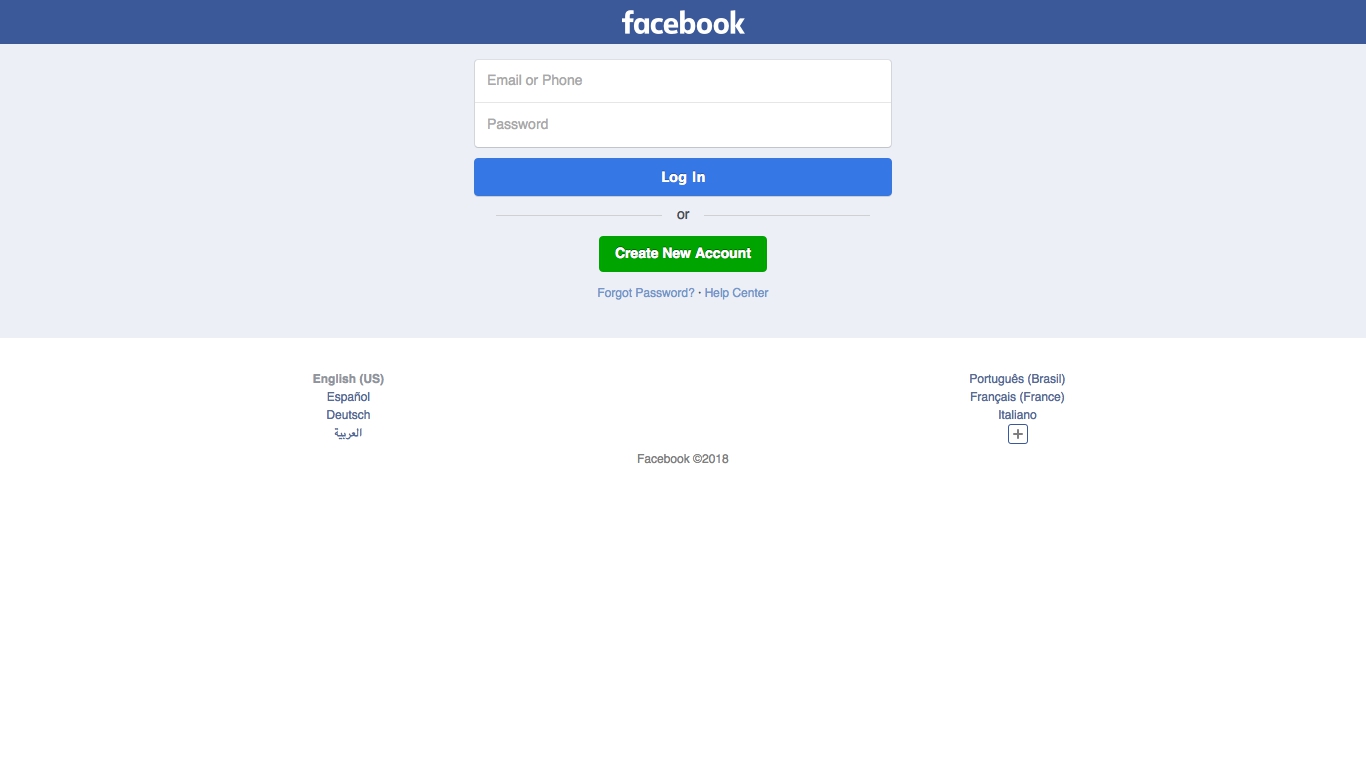 facebook
Email or Phone
Password
Log In
or
Create New Account
Forgot Password? · Help Center
English (US)
Español
Deutsch
العربية
Português (Brasil)
Français (France)
Italiano
Facebook ©2018